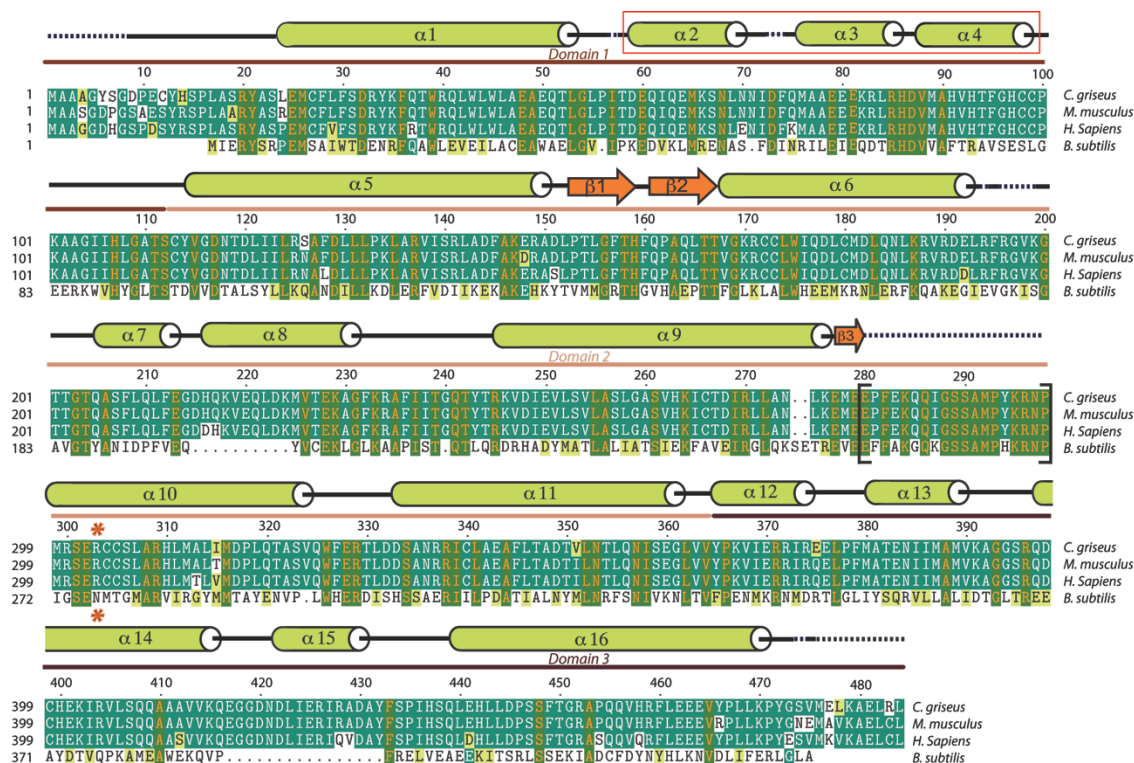 α1 α2 α3 α4
Domain 1
10 20 30 40 50 60 70 80 90 100
1 MAAAGYSGDPECYHSPLASRYASLEMCFLFSDRYKFQTWRQLWLWLAEAEQTLGLPITDEQIQEMKSNLNNIDFQMAAEEEKRLRHDVMAHVHTFGHCCP C. griseus
1 MAASGDPGSAESYRSPLAARYASREMCFLFSDRYKFQTWRQLWLWLAEAEQTLGLPITDEQIQEMKSNLNNIDFQMAAEEEKRLRHDVMAHVHTFGHCCP M. musculus
1 MAAGGDHGSPDSYRSPLASRYASPEMCFVFSDRYKFRTWRQLWLWLAEAEQTLGLPITDEQIQEMKSNLENIDFKMAAEEEKRLRHDVMAHVHTFGHCCP H. Sapiens
1 MIERYSRPEMSAIWTDENRFQAWLEVEILACEAWAELGV.IPKEDVKLMRENAS.FDINRILEIEQDTRHDVVAFTRAVSESLG B. subtilis
α5 β1 β2 α6
110 120 130 140 150 160 170 180 190 200
101 KAAGIIHLGATSCYVGDNTDLIILRSAFDLLLPKLARVISRLADFAKERADLPTLGFTHFQPAQLTTVGKRCCLWIQDLCMDLQNLKRVRDELRFRGVKG C. griseus
101 KAAGIIHLGATSCYVGDNTDLIILRNAFDLLLPKLARVISRLADFAKDRADLPTLGFTHFQPAQLTTVGKRCCLWIQDLCMDLQNLKRVRDELRFRGVKG M. musculus
101 KAAGIIHLGATSCYVGDNTDLIILRNALDLLLPKLARVISRLADFAKERASLPTLGFTHFQPAQLTTVGKRCCLWIQDLCMDLQNLKRVRDDLRFRGVKG H. Sapiens
83 EERKWVHYGLTSTDVVDTALSYLLKQANDILLKDLERFVDIIKEKAKEHKYTVMMGRTHGVHAEPTTFGLKLALWHEEMKRNLERFKQAKEGIEVGKISG B. subtilis
α7 α8 α9 β3
Domain 2
210 220 230 240 250 260 270 280 290
201 TTGTQASFLQLFEGDHQKVEQLDKMVTEKAGFKRAFIITGQTYTRKVDIEVLSVLASLGASVHKICTDIRLLAN..LKEMEEPFEKQQIGSSAMPYKRNP C. griseus
201 TTGTQASFLQLFEGDHQKVEQLDKMVTEKAGFKRAFIITGQTYTRKVDIEVLSVLASLGASVHKICTDIRLLAN..LKEMEEPFEKQQIGSSAMPYKRNP M. musculus
201 TTGTQASFLQLFEGDDHKVEQLDKMVTEKAGFKRAFIITGQTYTRKVDIEVLSVLASLGASVHKICTDIRLLAN..LKEMEEPFEKQQIGSSAMPYKRNP H. Sapiens
183 AVGTYANIDPFVEQ..........YVCEKLGLKAAPIST.QTLQRDRHADYMATLALIATSIEKFAVEIRGLQKSETREVEEFFAKGQKGSSAMPHKRNP B. subtilis
α10 α11 α12 α13
300 * 310 320 330 340 350 360 370 380 390
299 MRSERCCSLARHLMALIMDPLQTASVQWFERTLDDSANRRICLAEAFLTADTVLNTLQNISEGLVVYPKVIERRIREELPFMATENIIMAMVKAGGSRQD C. griseus
299 MRSERCCSLARHLMALTMDPLQTASVQWFERTLDDSANRRICLAEAFLTADTILNTLQNISEGLVVYPKVIERRIRQELPFMATENIIMAMVKAGGSRQD M. musculus
299 MRSERCCSLARHLMTLVMDPLQTASVQWFERTLDDSANRRICLAEAFLTADTILNTLQNISEGLVVYPKVIERRIRQELPFMATENIIMAMVKAGGSRQD H. Sapiens
272 IGSENMTGMARVIRGYMMTAYENVP.LWHERDISHSSAERIILPDATIALNYMLNRFSNIVKNLTVFPENMKRNMDRTLGLIYSQRVLLALIDTGLTREE B. subtilis
*
α14 α15 α16
Domain 3
400 410 420 430 440 450 460 470 480
399 CHEKIRVLSQQAAAVVKQEGGDNDLIERIRADAYFSPIHSQLEHLLDPSSFTGRAPQQVHRFLEEEVYPLLKPYGSVMELKAELRL C. griseus
399 CHEKIRVLSQQAAAVVKQEGGDNDLIERIRADAYFSPIHSQLEHLLDPSSFTGRAPQQVHRFLEEEVRPLLKPYGNEMAVKAELCL M. musculus
399 CHEKIRVLSQQAASVVKQEGGDNDLIERIQVDAYFSPIHSQLDHLLDPSSFTGRASQQVQRFLEEEVYPLLKPYESVMKVKAELCL H. Sapiens
371 AYDTVQPKAMEAWEKQVP..............FRELVEAEEKITSRLSSEKIADCFDYNYHLKNVDLIFERLGLA B. subtilis